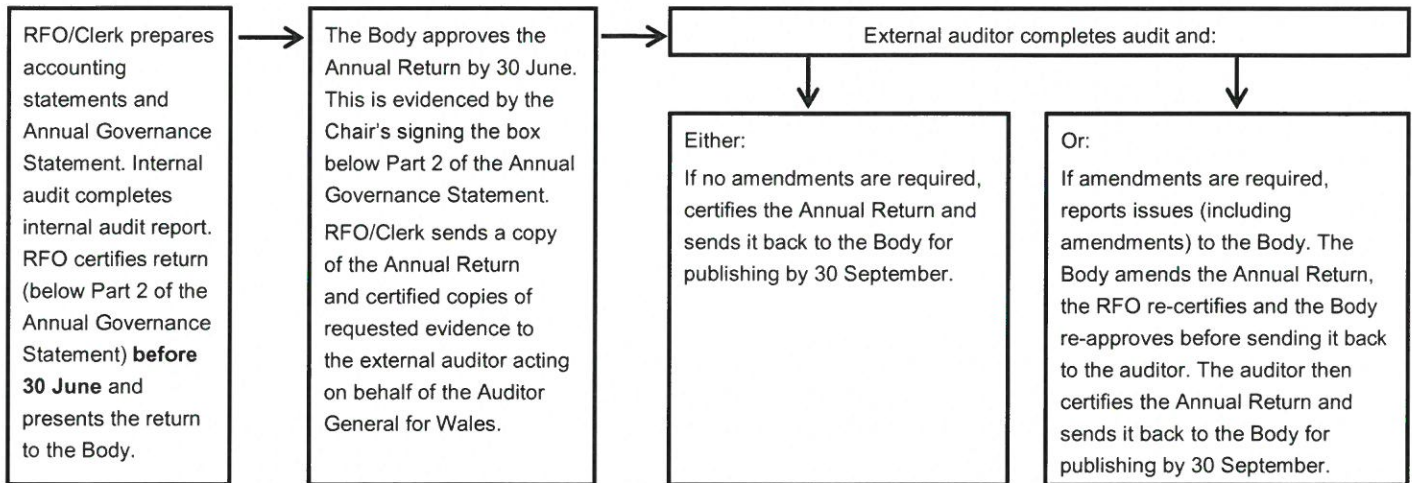 RFO/Clerk prepares
accounting
statements and
Annual Governance
Statement. Internal
audit completes
internal audit report.
RFO certifies return
(below Part 2 of the
Annual Governance
Statement) before
30 June and
presents the return
to the Body.
The Body approves the
Annual Return by 30 June.
This is evidenced by the
Chair's signing the box
below Part 2 of the Annual
Governance Statement.
RFO/Clerk sends a copy
of the Annual Return
and certified copies of
requested evidence to
the external auditor acting
on behalf of the Auditor
General for Wales.
External auditor completes audit and:
Either:
If no amendments are required,
certifies the Annual Return and
sends it back to the Body for
publishing by 30 September.
Or:
If amendments are required,
reports issues (including
amendments) to the Body. The
Body amends the Annual Return,
the RFO re-certifies and the Body
re-approves before sending it back
to the auditor. The auditor then
certifies the Annual Return and
sends it back to the Body for
publishing by 30 September.